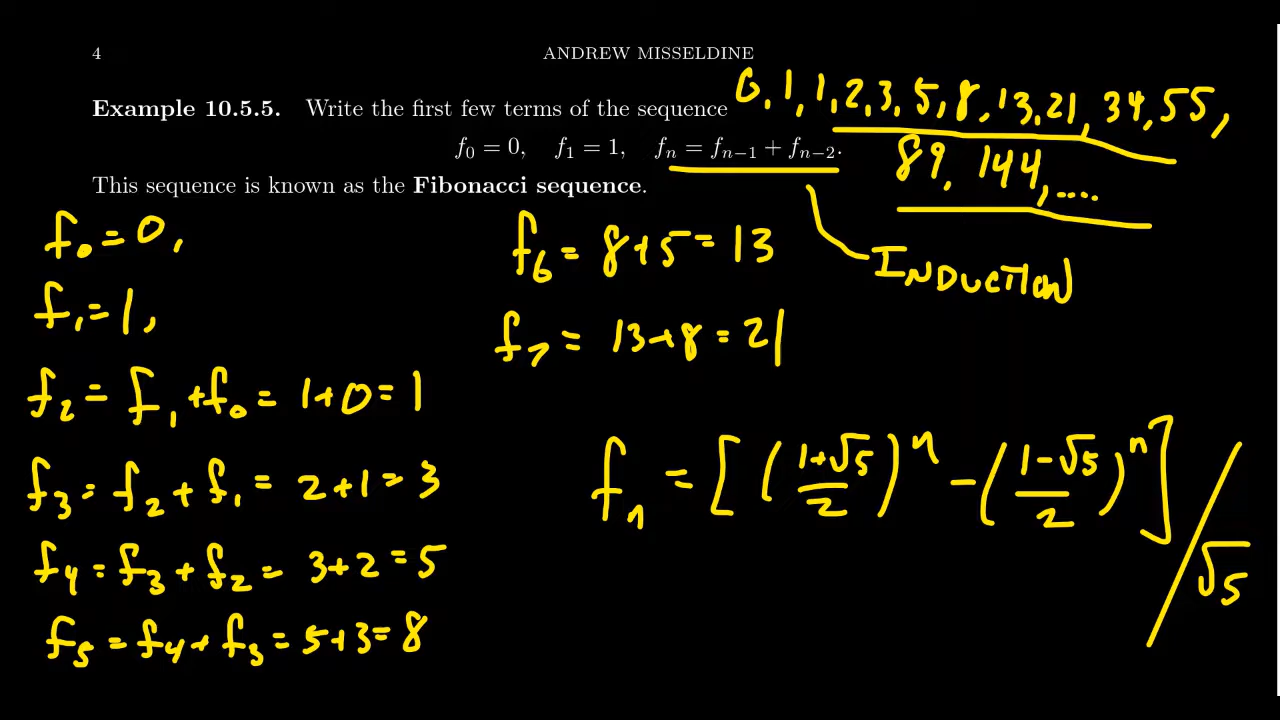 4 ANDREW MISSELDINE
Example 10.5.5. Write the first few terms of the sequence 0, 1, 1, 2, 3, 5, 8, 13, 21, 34, 55,
f₀ = 0, f₁ = 1, fₙ = fₙ₋₁ + fₙ₋₂. 89, 144, ....
This sequence is known as the Fibonacci sequence.
f₀ = 0,
f₁ = 1,
f₂ = f₁ + f₀ = 1+0 = 1
f₃ = f₂ + f₁ = 2+1 = 3
f₄ = f₃ + f₂ = 3+2 = 5
f₅ = f₄ + f₃ = 5+3 = 8
f₆ = 8+5 = 13
f₇ = 13+8 = 21
INDUCTION
fₙ = [((1+√5)/2)ⁿ - ((1-√5)/2)ⁿ] / √5